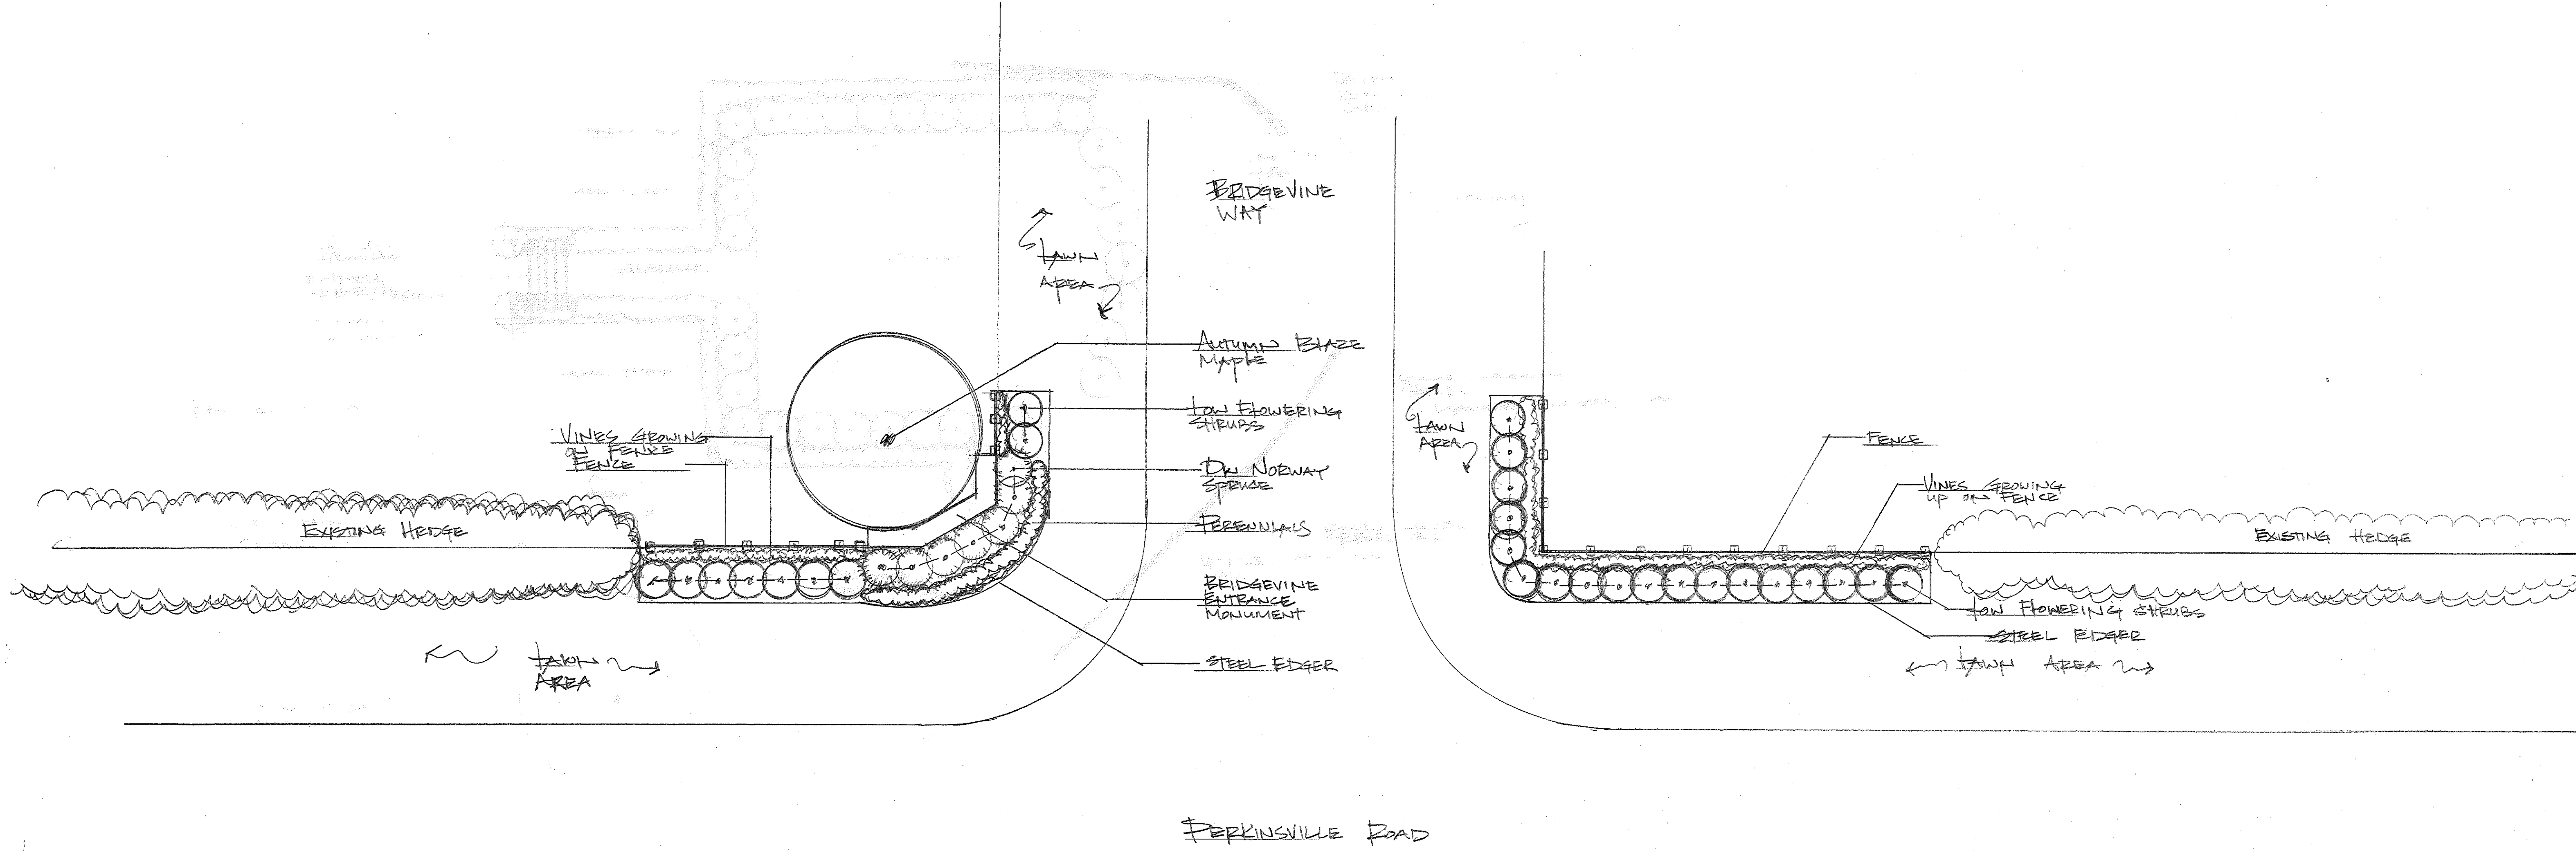 BRIDGEVINE
WAY
LAWN
AREA
AUTUMN BLAZE
MAPLE
LOW FLOWERING
SHRUBS
DW NORWAY
SPRUCE
PERENNIALS
BRIDGEVINE
ENTRANCE
MONUMENT
STEEL EDGER
VINES GROWING
ON FENCE
FENCE
EXISTING HEDGE
LAWN
AREA
LAWN
AREA
FENCE
VINES GROWING
UP ON FENCE
EXISTING HEDGE
LOW FLOWERING SHRUBS
STEEL EDGER
LAWN AREA
PERKINSVILLE ROAD